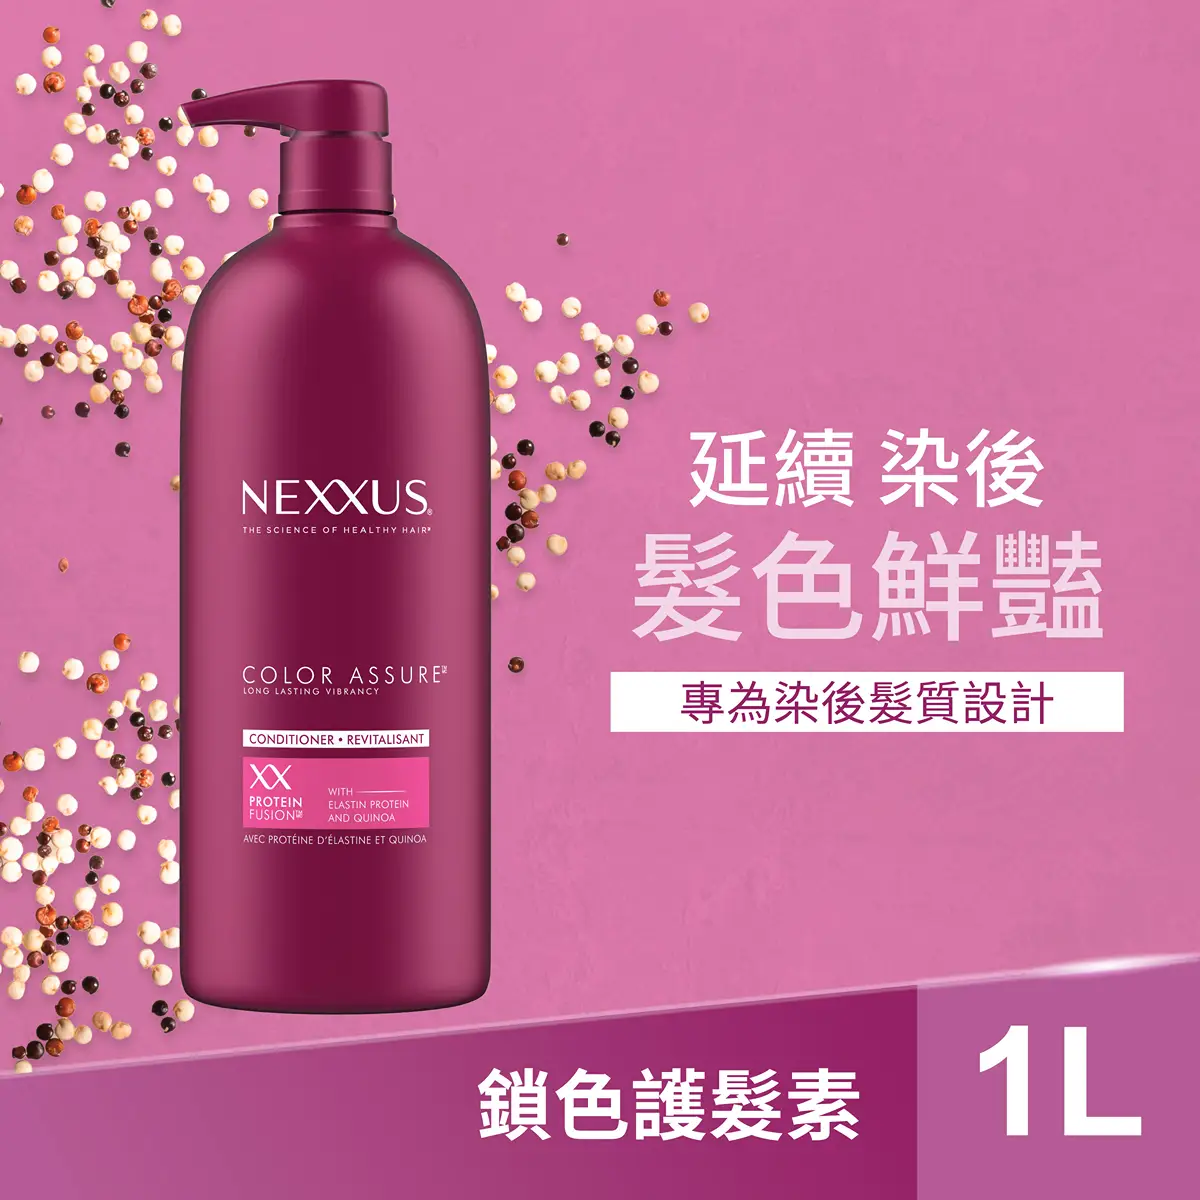 NEXXUS®
THE SCIENCE OF HEALTHY HAIR®
COLOR ASSURE
LONG LASTING VIBRANCY
CONDITIONER • REVITALISANT
XX
PROTEIN
FUSION
WITH
ELASTIN PROTEIN
AND QUINOA
AVEC PROTÉINE D'ÉLASTINE ET QUINOA
延續 染後
髮色鮮豔
專為染後髮質設計
鎖色護髮素
1L